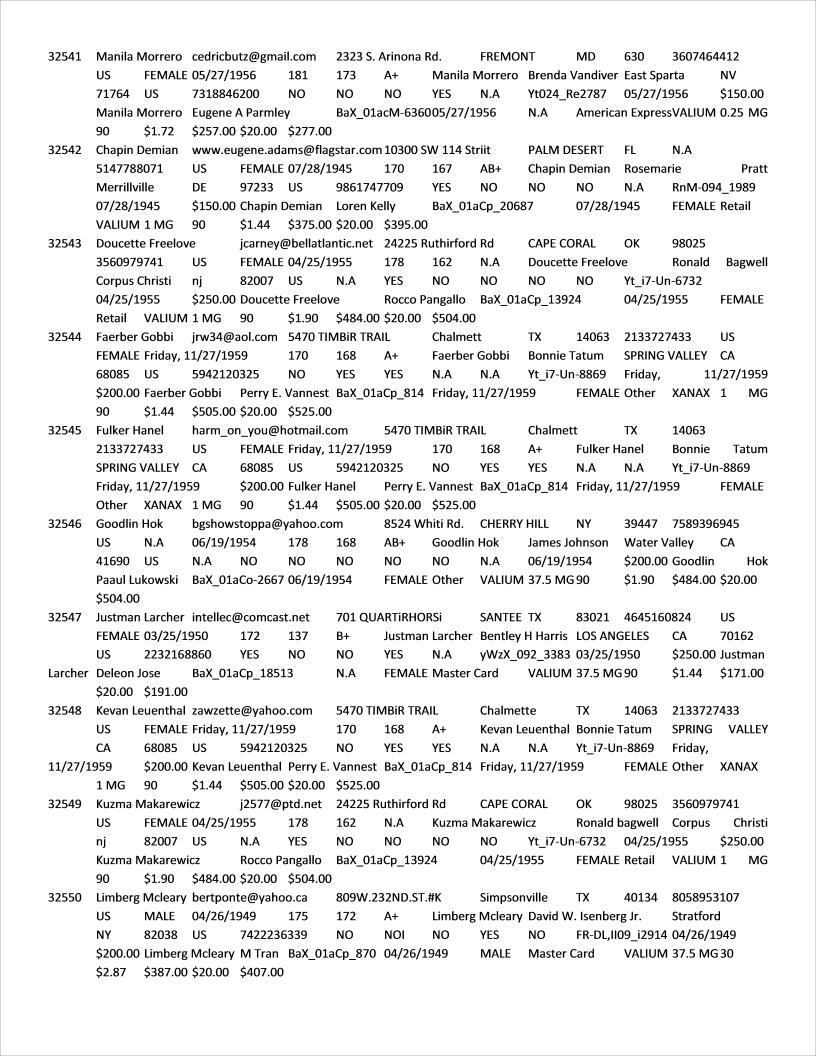 32541 Manila Morrero cedricbutz@gmail.com 2323 S. Arinona Rd. FREMONT MD 630 3607464412
US FEMALE 05/27/1956 181 173 A+ Manila Morrero Brenda Vandiver East Sparta NV
71764 US 7318846200 NO NO NO YES N.A Yt024_Re2787 05/27/1956 $150.00
Manila Morrero Eugene A Parmley BaX_01acM-636005/27/1956 N.A American ExpressVALIUM 0.25 MG
90 $1.72 $257.00 $20.00 $277.00
32542 Chapin Demian www.eugene.adams@flagstar.com 10300 SW 114 Striit PALM DESERT FL N.A
5147788071 US FEMALE 07/28/1945 170 167 AB+ Chapin Demian Rosemarie Pratt
Merrillville DE 97233 US 9861747709 YES NO NO NO N.A RnM-094_1989
07/28/1945 $150.00 Chapin Demian Loren Kelly BaX_01aCp_20687 07/28/1945 FEMALE Retail
VALIUM 1 MG 90 $1.44 $375.00 $20.00 $395.00
32543 Doucette Freelove jcarney@bellatlantic.net 24225 Ruthirford Rd CAPE CORAL OK 98025
3560979741 US FEMALE 04/25/1955 178 162 N.A Doucette Freelove Ronald Bagwell
Corpus Christi nj 82007 US N.A YES NO NO NO NO Yt_i7-Un-6732
04/25/1955 $250.00 Doucette Freelove Rocco Pangallo BaX_01aCp_13924 04/25/1955 FEMALE
Retail VALIUM 1 MG 90 $1.90 $484.00 $20.00 $504.00
32544 Faerber Gobbi jrw34@aol.com 5470 TIMBiR TRAIL Chalmett TX 14063 2133727433 US
FEMALE Friday, 11/27/1959 170 168 A+ Faerber Gobbi Bonnie Tatum SPRING VALLEY CA
68085 US 5942120325 NO YES YES N.A N.A Yt_i7-Un-8869 Friday, 11/27/1959
$200.00 Faerber Gobbi Perry E. Vannest BaX_01aCp_814 Friday, 11/27/1959 FEMALE Other XANAX 1 MG
90 $1.44 $505.00 $20.00 $525.00
32545 Fulker Hanel harm_on_you@hotmail.com 5470 TIMBiR TRAIL Chalmett TX 14063
2133727433 US FEMALE Friday, 11/27/1959 170 168 A+ Fulker Hanel Bonnie Tatum
SPRING VALLEY CA 68085 US 5942120325 NO YES YES N.A N.A Yt_i7-Un-8869
Friday, 11/27/1959 $200.00 Fulker Hanel Perry E. Vannest BaX_01aCp_814 Friday, 11/27/1959 FEMALE
Other XANAX 1 MG 90 $1.44 $505.00 $20.00 $525.00
32546 Goodlin Hok bgshowstoppa@yahoo.com 8524 Whiti Rd. CHERRY HILL NY 39447 7589396945
US N.A 06/19/1954 178 168 AB+ Goodlin Hok James Johnson Water Valley CA
41690 US N.A NO NO NO NO NO N.A 06/19/1954 $200.00 Goodlin Hok
Paaul Lukowski BaX_01aCo-2667 06/19/1954 FEMALE Other VALIUM 37.5 MG 90 $1.90 $484.00 $20.00
$504.00
32547 Justman Larcher intellec@comcast.net 701 QUARTiRHORSi SANTEE TX 83021 4645160824 US
FEMALE 03/25/1950 172 137 B+ Justman Larcher Bentley H Harris LOS ANGELES CA 70162
US 2232168860 YES NO NO YES N.A yWzX_092_3383 03/25/1950 $250.00 Justman
Larcher Deleon Jose BaX_01aCp_18513 N.A FEMALE Master Card VALIUM 37.5 MG 90 $1.44 $171.00
$20.00 $191.00
32548 Kevan Leuenthal zawzette@yahoo.com 5470 TIMBiR TRAIL Chalmette TX 14063 2133727433
US FEMALE Friday, 11/27/1959 170 168 A+ Kevan Leuenthal Bonnie Tatum SPRING VALLEY
CA 68085 US 5942120325 NO YES YES N.A N.A Yt_i7-Un-8869 Friday,
11/27/1959 $200.00 Kevan Leuenthal Perry E. Vannest BaX_01aCp_814 Friday, 11/27/1959 FEMALE Other XANAX
1 MG 90 $1.44 $505.00 $20.00 $525.00
32549 Kuzma Makarewicz j2577@ptd.net 24225 Ruthirford Rd CAPE CORAL OK 98025 3560979741
US FEMALE 04/25/1955 178 162 N.A Kuzma Makarewicz Ronald bagwell Corpus Christi
nj 82007 US N.A YES NO NO NO NO Yt_i7-Un-6732 04/25/1955 $250.00
Kuzma Makarewicz Rocco Pangallo BaX_01aCp_13924 04/25/1955 FEMALE Retail VALIUM 1 MG
90 $1.90 $484.00 $20.00 $504.00
32550 Limberg Mcleary bertponte@yahoo.ca 809W.232ND.ST.#K Simpsonville TX 40134 8058953107
US MALE 04/26/1949 175 172 A+ Limberg Mcleary David W. Isenberg Jr. Stratford
NY 82038 US 7422236339 NO NOI NO YES NO FR-DL,II09_i2914 04/26/1949
$200.00 Limberg Mcleary M Tran BaX_01aCp_870 04/26/1949 MALE Master Card VALIUM 37.5 MG 30
$2.87 $387.00 $20.00 $407.00